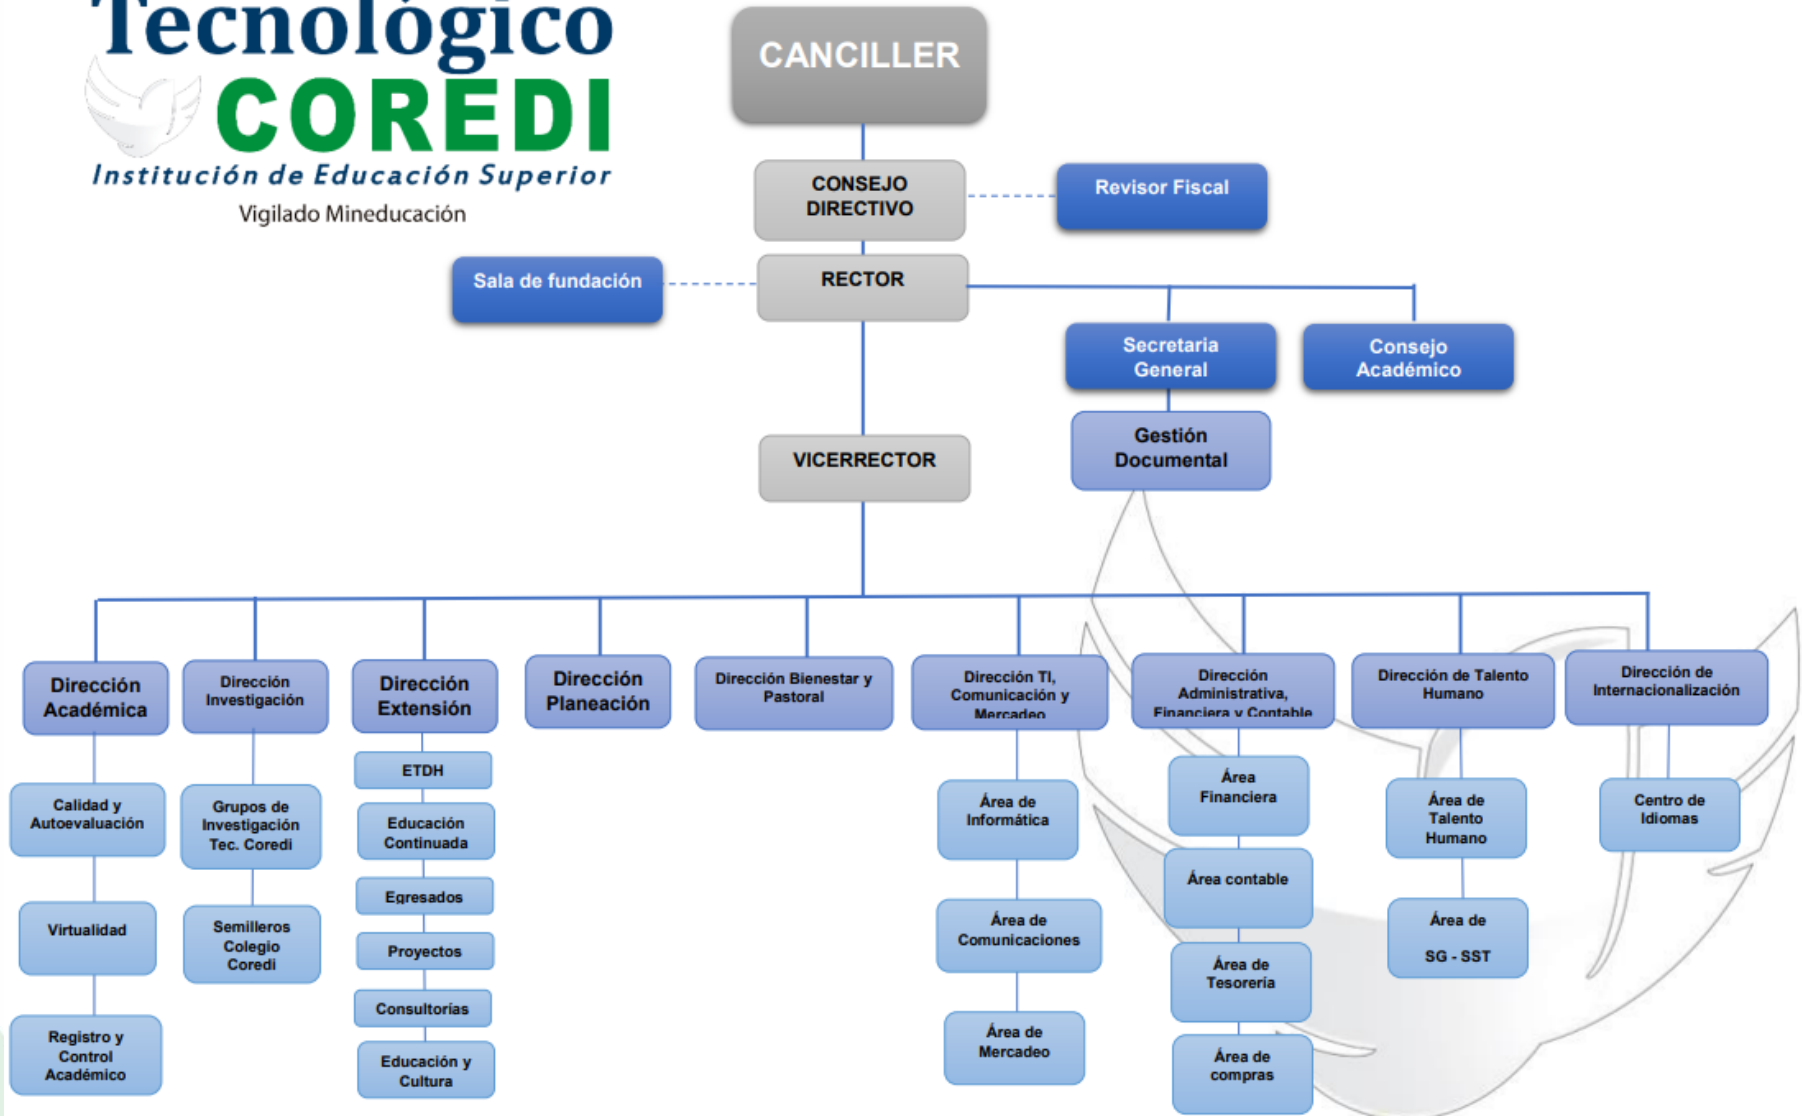 Tecnológico
COREDI
Institución de Educación Superior
Vigilado Mineducación
CANCILLER
CONSEJO
DIRECTIVO
Revisor Fiscal
Sala de fundación
RECTOR
Secretaria
General
Consejo
Académico
Gestión
Documental
VICERRECTOR
Dirección
Académica
Dirección
Investigación
Dirección
Extensión
Dirección
Planeación
Dirección Bienestar y
Pastoral
Dirección TI,
Comunicación y
Mercadeo
Dirección
Administrativa,
Financiera y Contable
Dirección de Talento
Humano
Dirección de
Internacionalización
Calidad y
Autoevaluación
Virtualidad
Registro y
Control
Académico
Grupos de
Investigación
Tec. Coredi
Semilleros
Colegio
Coredi
ETDH
Educación
Continuada
Egresados
Proyectos
Consultorías
Educación y
Cultura
Área de
Informática
Área de
Comunicaciones
Área de
Mercadeo
Área
Financiera
Área contable
Área de
Tesorería
Área de
compras
Área de
Talento
Humano
Área de
SG - SST
Centro de
Idiomas